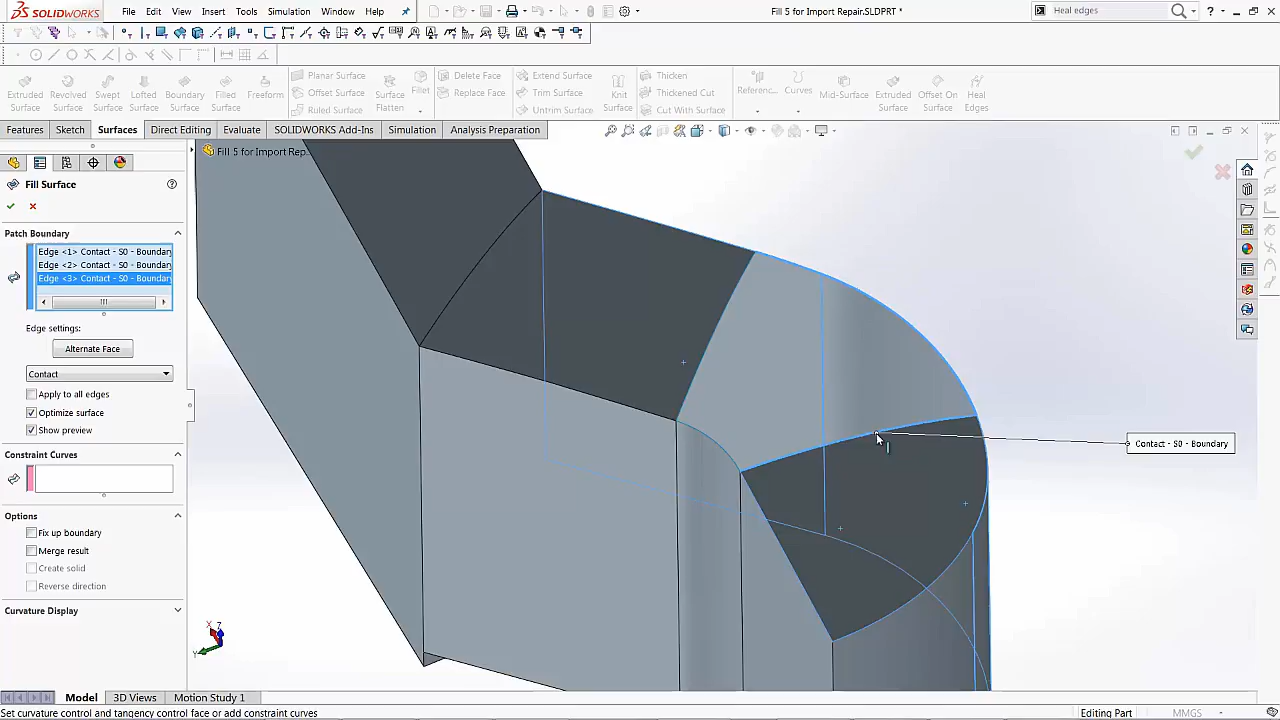 SOLIDWORKS File Edit View Insert Tools Simulation Window Help Fill 5 for Import Repair.SLDPRT * Heal edges
Extruded Surface Revolved Surface Swept Surface Lofted Surface Boundary Surface Filled Surface Freeform
Planar Surface
Offset Surface
Ruled Surface
Surface Flatten
Fillet
Delete Face
Replace Face
Extend Surface
Trim Surface
Untrim Surface
Knit Surface
Thicken
Thickened Cut
Cut With Surface
Referenc... Curves Mid-Surface Extruded Surface Offset On Surface Heal Edges
Features Sketch Surfaces Direct Editing Evaluate SOLIDWORKS Add-Ins Simulation Analysis Preparation
Fill 5 for Import Rep...
Fill Surface
Patch Boundary
Edge <1> Contact - S0 - Boundary
Edge <2> Contact - S0 - Boundary
Edge <3> Contact - S0 - Boundary
Edge settings:
Alternate Face
Contact
Apply to all edges
Optimize surface
Show preview
Constraint Curves
Options
Fix up boundary
Merge result
Create solid
Reverse direction
Curvature Display
Contact - S0 - Boundary
X Z
Y
Model 3D Views Motion Study 1
Set curvature control and tangency control face or add constraint curves Editing Part MMGS